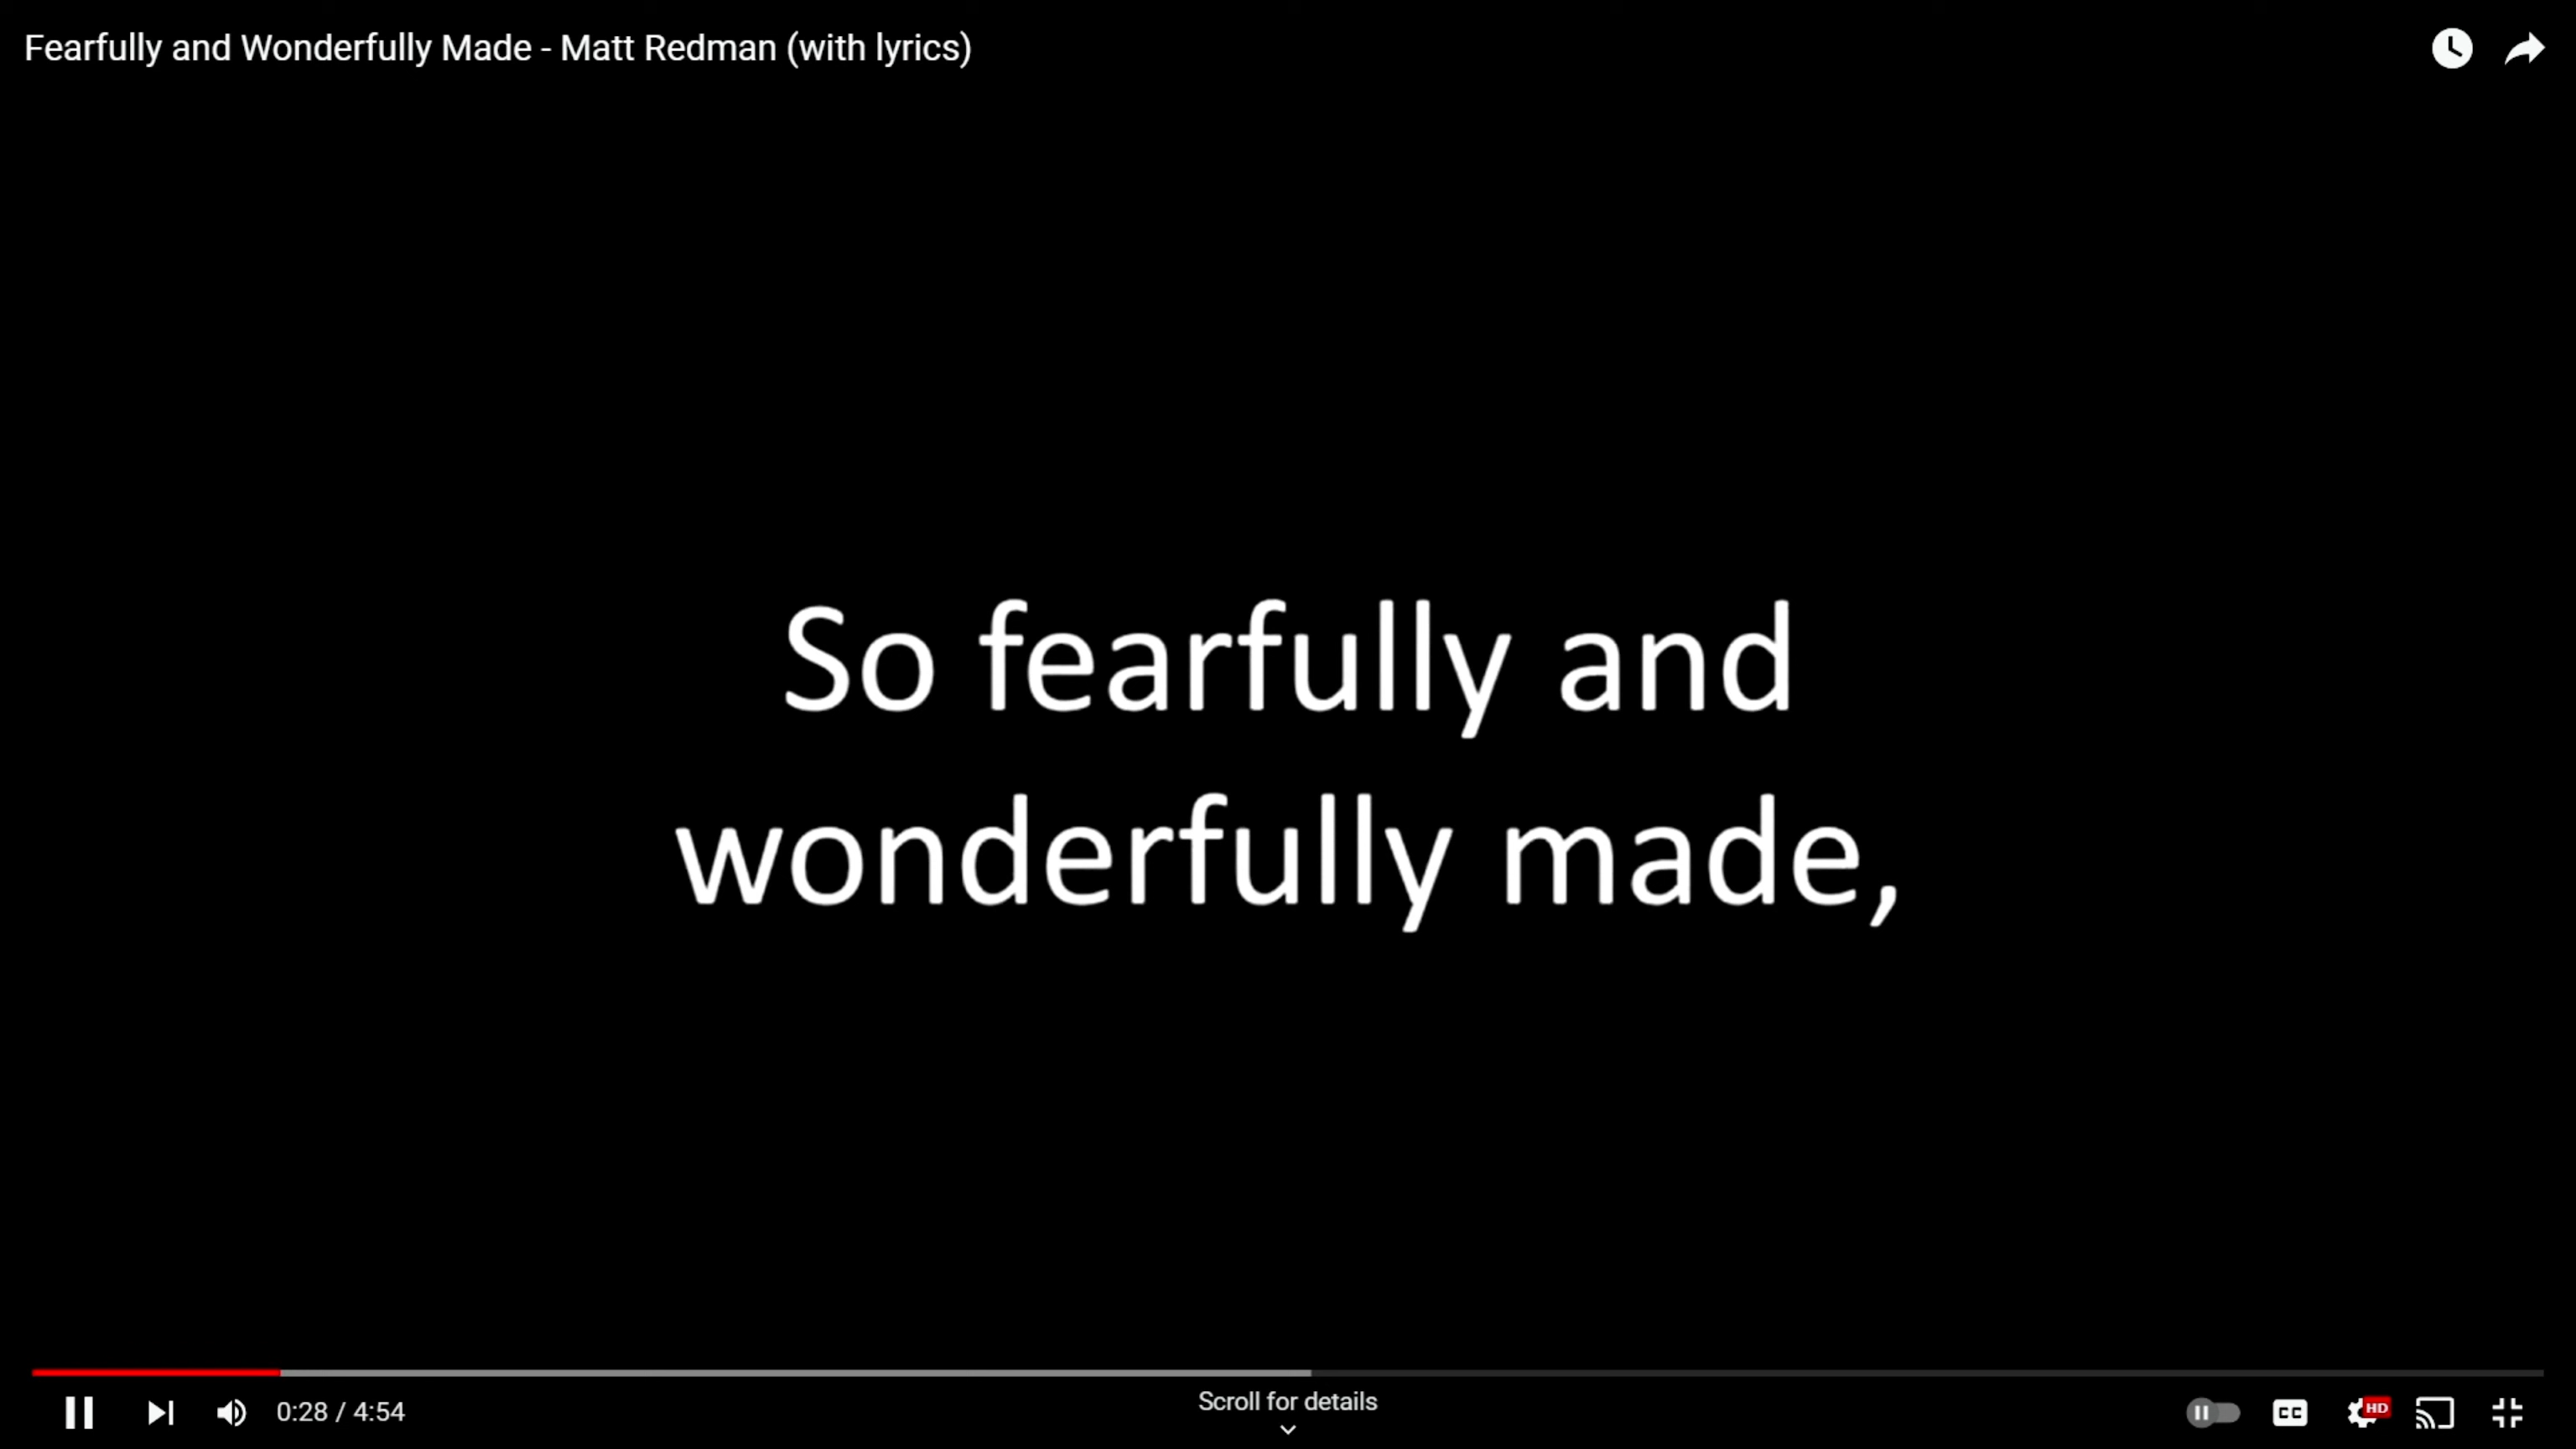 Fearfully and Wonderfully Made - Matt Redman (with lyrics)
So fearfully and
wonderfully made,
0:28 / 4:54
Scroll for details
CC
HD